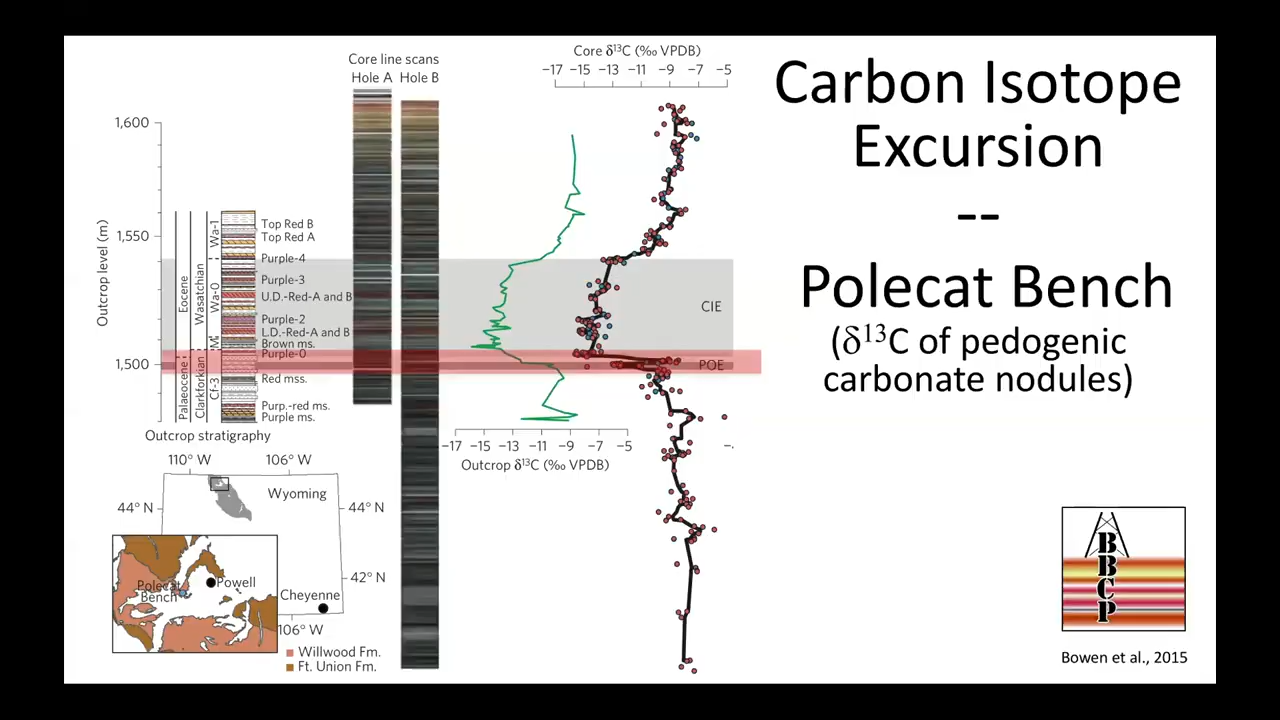 Carbon Isotope
Excursion
--
Polecat Bench
(δ¹³C of pedogenic
carbonate nodules)
Core line scans
Hole A
Hole B
Core δ¹³C (‰ VPDB)
−17 −15 −13 −11 −9 −7 −5
1,600
1,550
1,500
Outcrop level (m)
Palaeocene
Eocene
Clarkforkian
Wasatchian
Cf-3
Wa-0
Wa-1
Top Red B
Top Red A
Purple-4
Purple-3
U.D.-Red-A and B
Purple-2
L.D.-Red-A and B
Brown ms.
Purple-0
Red mss.
Purp.-red ms.
Purple ms.
CIE
POE
Outcrop stratigraphy
−17 −15 −13 −11 −9 −7 −5
Outcrop δ¹³C (‰ VPDB)
110° W
106° W
Wyoming
44° N
44° N
42° N
Polecat
Bench
Powell
Cheyenne
106° W
Willwood Fm.
Ft. Union Fm.
BBCP
Bowen et al., 2015